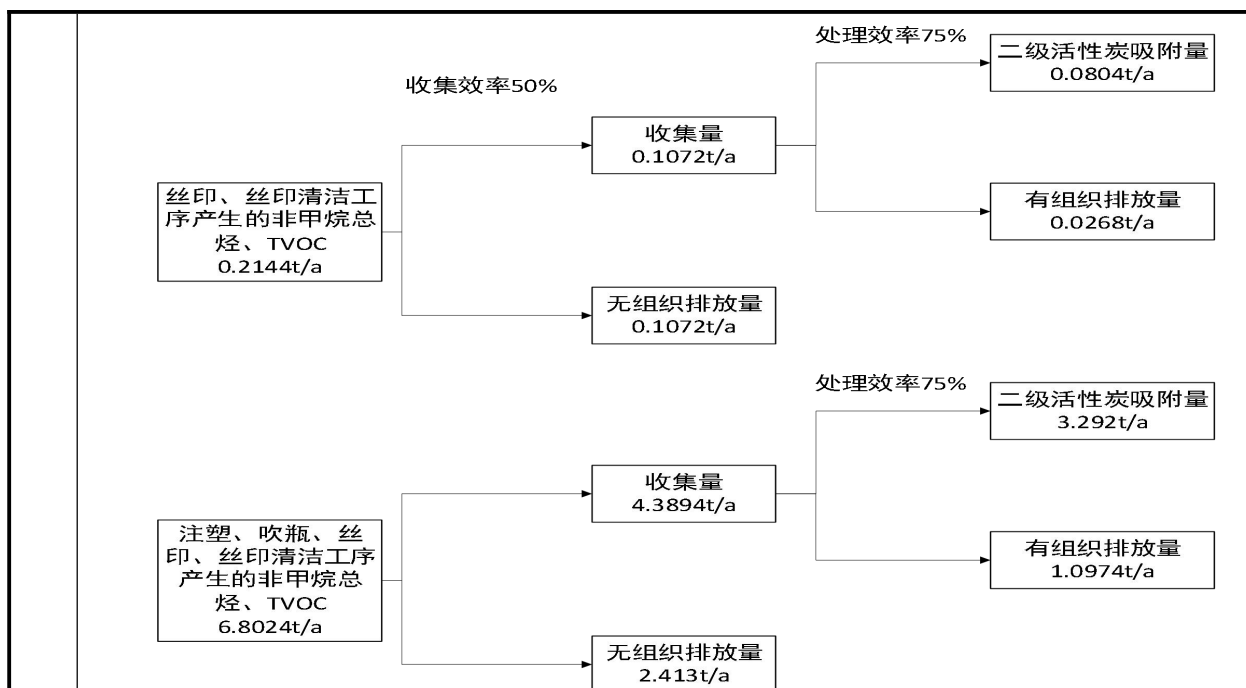 处理效率75%
二级活性炭吸附量
0.0804t/a
收集效率50%
收集量
0.1072t/a
丝印、丝印清洁工
序产生的非甲烷总
烃、TVOC
0.2144t/a
有组织排放量
0.0268t/a
无组织排放量
0.1072t/a
处理效率75%
二级活性炭吸附量
3.292t/a
收集量
4.3894t/a
注塑、吹瓶、丝
印、丝印清洁工序
产生的非甲烷总
烃、TVOC
6.8024t/a
有组织排放量
1.0974t/a
无组织排放量
2.413t/a